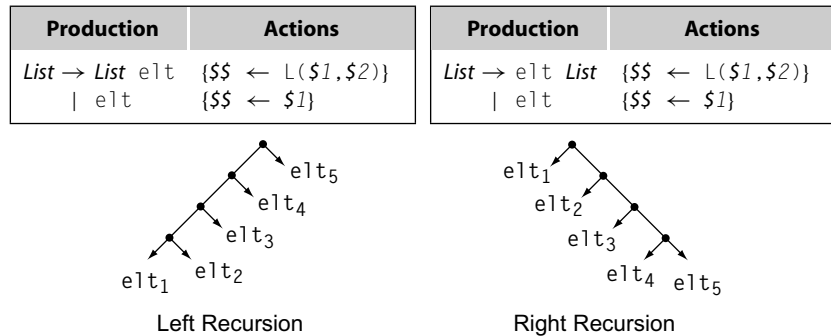 Production Actions Production Actions
List → List elt {$$ ← L($1,$2)} List → elt List {$$ ← L($1,$2)}
| elt {$$ ← $1} | elt {$$ ← $1}
elt5 elt1
elt4 elt2
elt3 elt3
elt1 elt2 elt4 elt5
Left Recursion Right Recursion